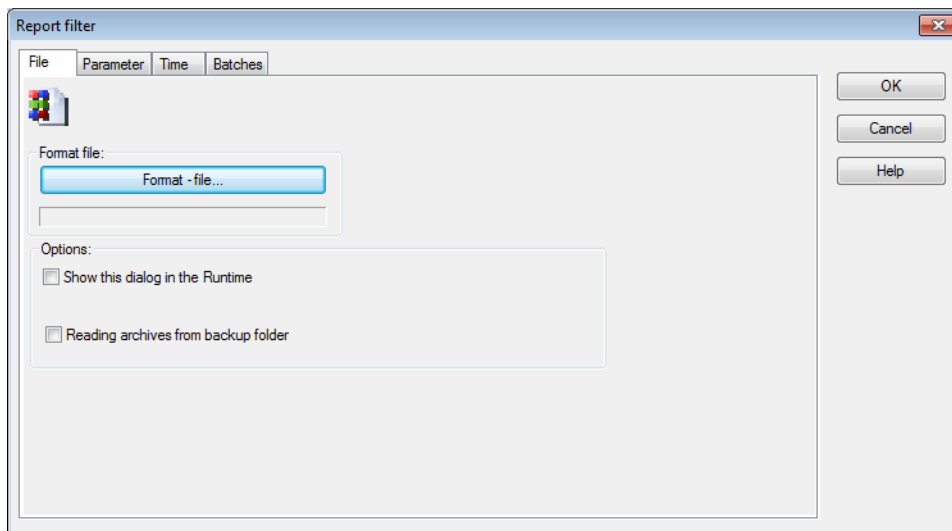 Report filter
File Parameter Time Batches
OK
Cancel
Help
Format file:
Format - file...
Options:
Show this dialog in the Runtime
Reading archives from backup folder